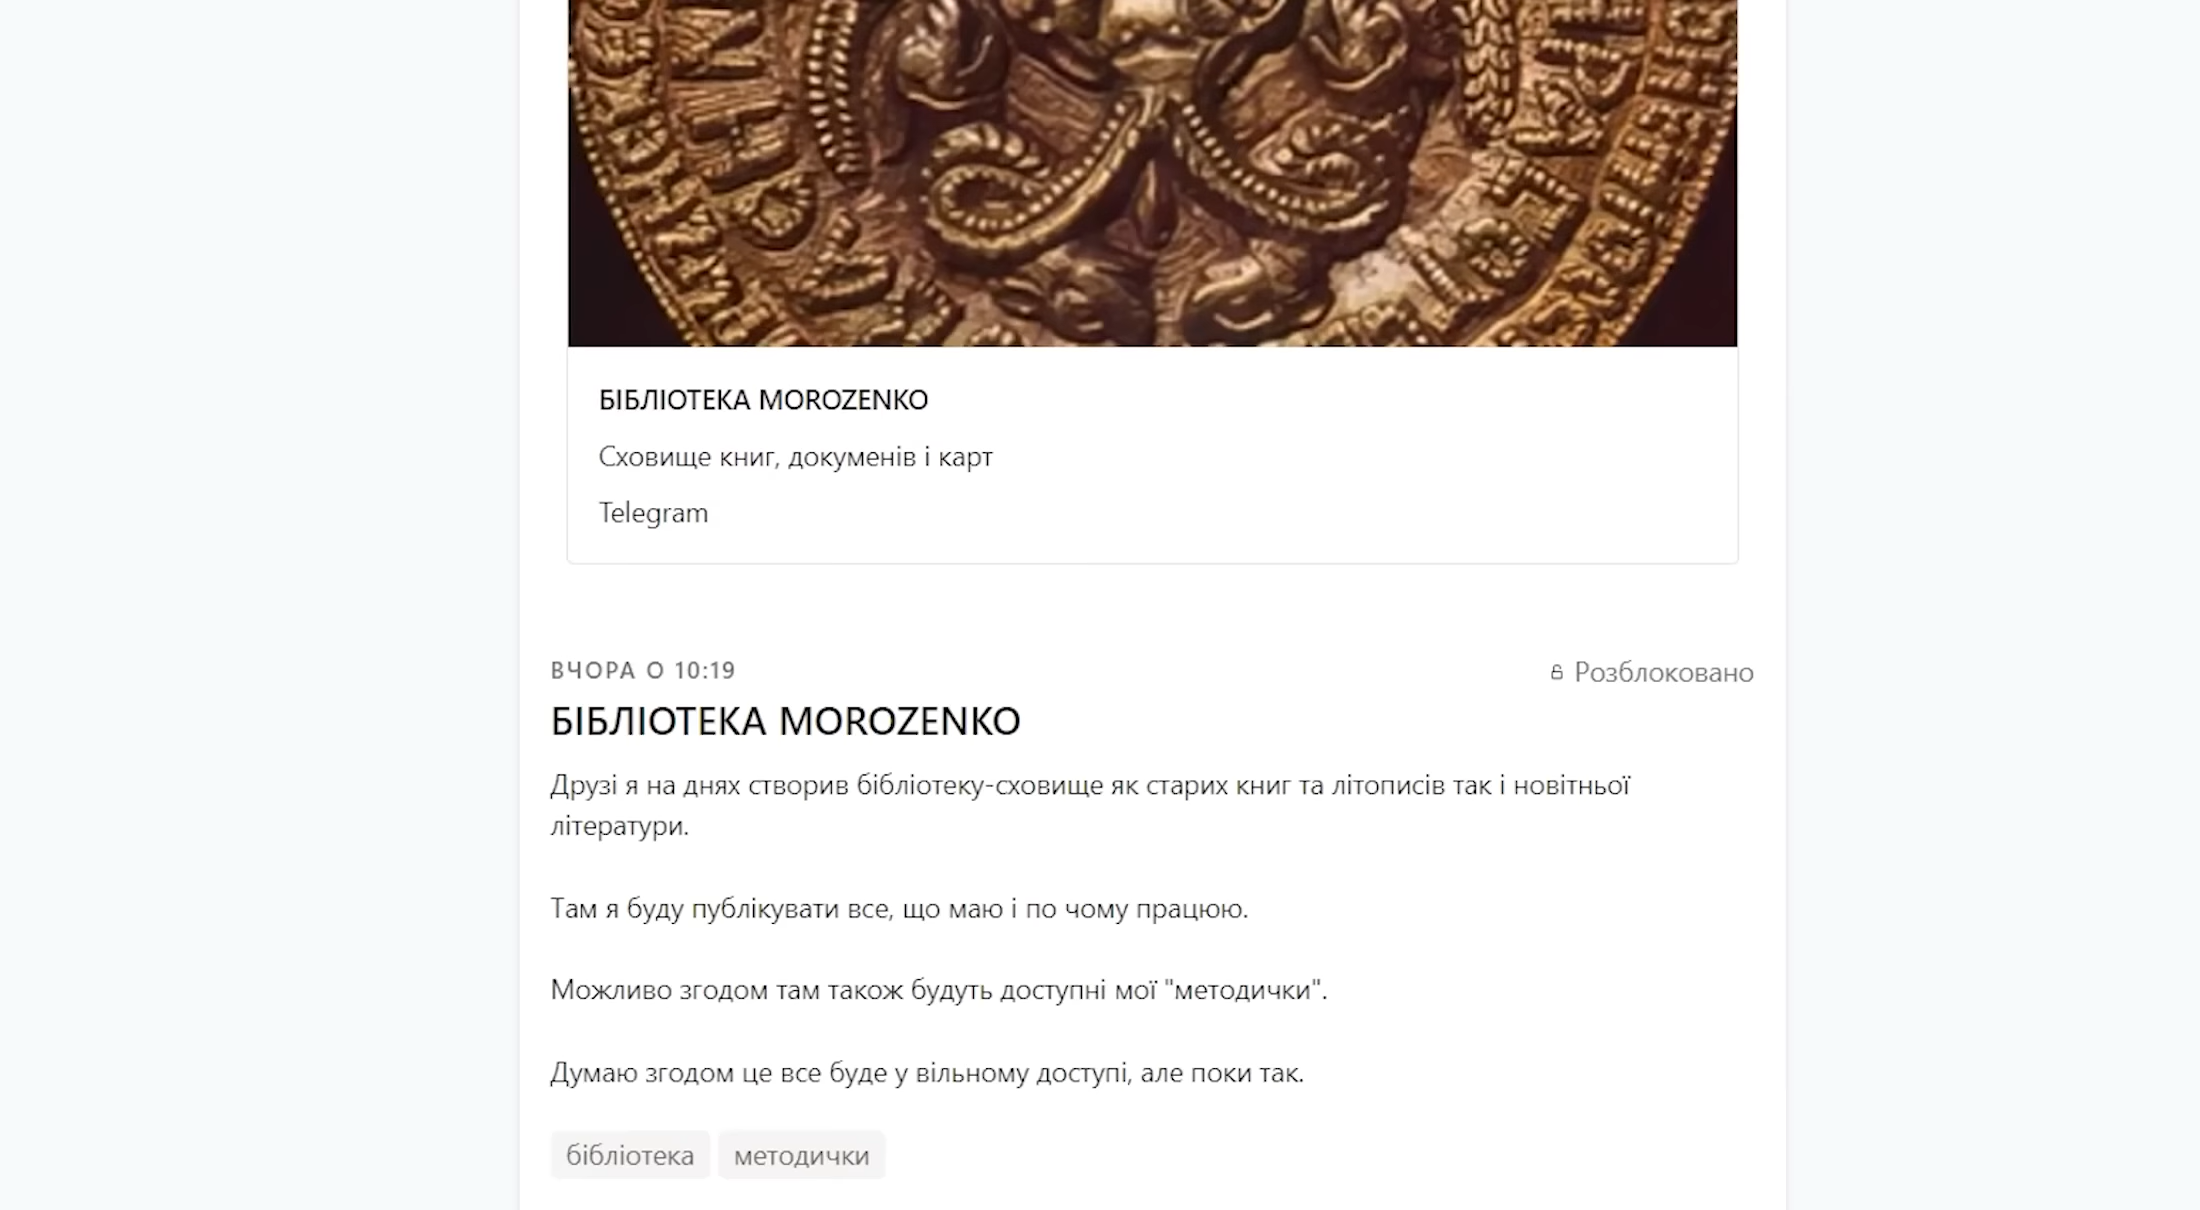 БІБЛІОТЕКА MOROZENKO
Сховище книг, докуменів і карт
Telegram
ВЧОРА О 10:19
Розблоковано
БІБЛІОТЕКА MOROZENKO
Друзі я на днях створив бібліотеку-сховище як старих книг та літописів так і новітньої
літератури.
Там я буду публікувати все, що маю і по чому працюю.
Можливо згодом там також будуть доступні мої "методички".
Думаю згодом це все буде у вільному доступі, але поки так.
бібліотека
методички